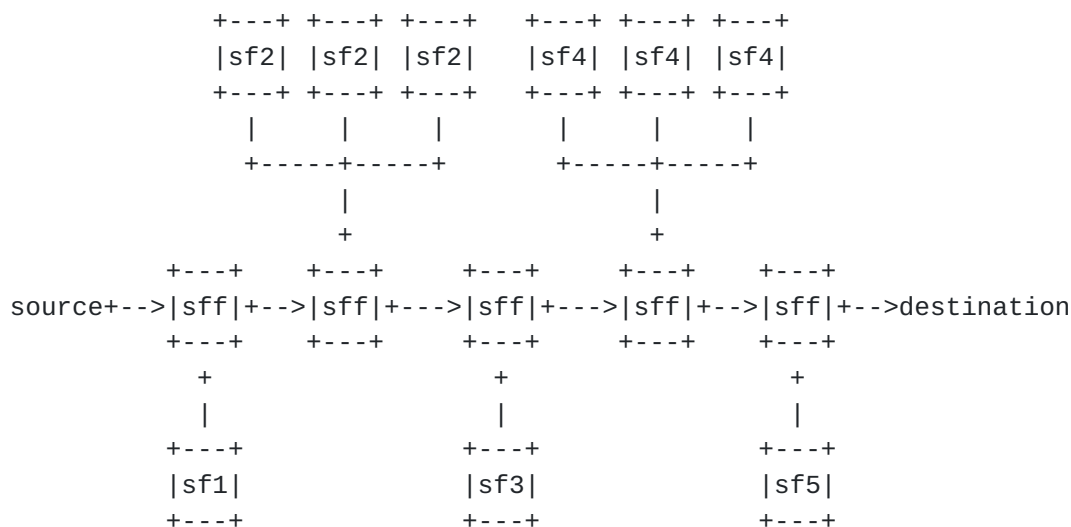 +---+ +---+ +---+   +---+ +---+ +---+
|sf2| |sf2| |sf2|   |sf4| |sf4| |sf4|
+---+ +---+ +---+   +---+ +---+ +---+
  |     |     |       |     |     |
  +-----+-----+       +-----+-----+
        |                   |
        +                   +
+---+    +---+     +---+     +---+    +---+
source+-->|sff|+-->|sff|+--->|sff|+--->|sff|+-->|sff|+-->destination
+---+    +---+     +---+     +---+    +---+
+                  +                  +
|                  |                  |
+---+              +---+              +---+
|sf1|              |sf3|              |sf5|
+---+              +---+              +---+